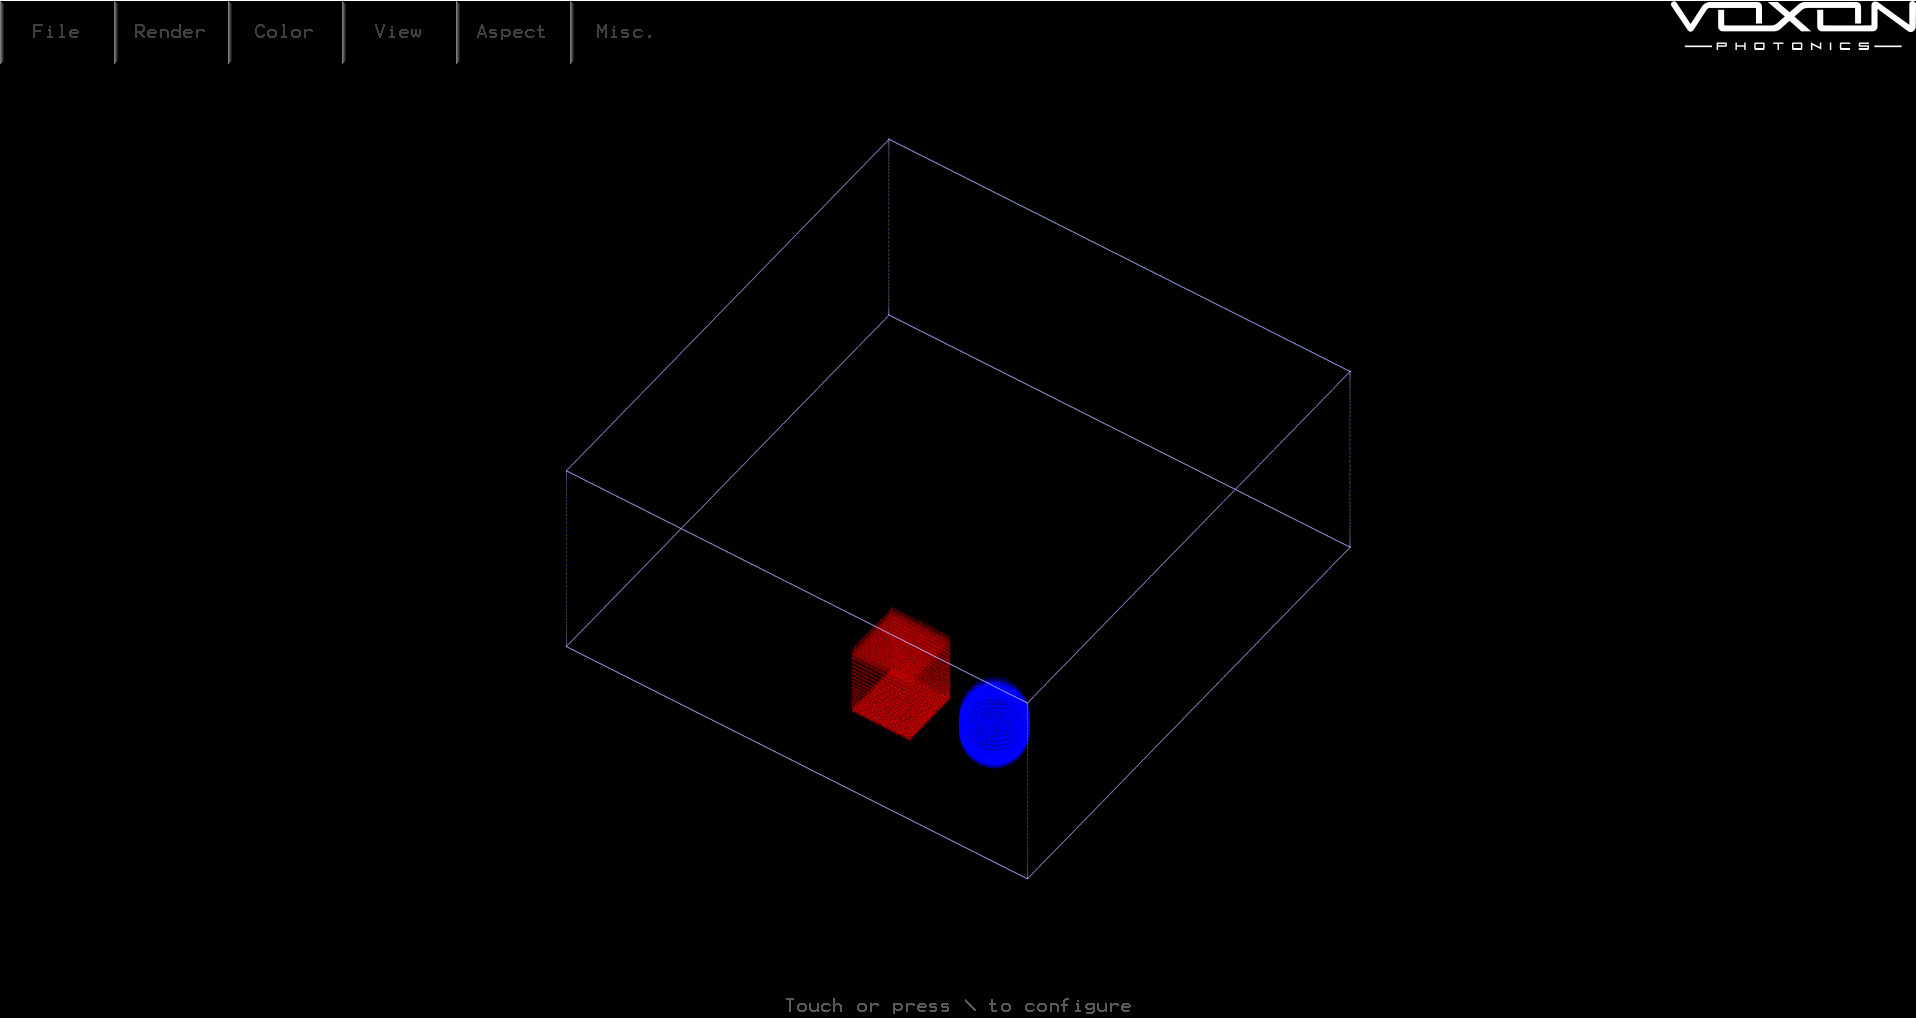 File Render Color View Aspect Misc.
VOXON
PHOTONICS
Touch or press \ to configure